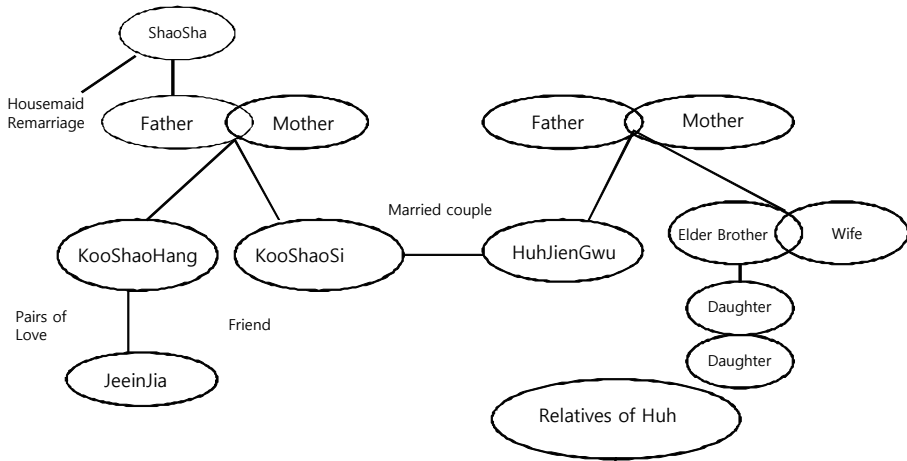 ShaoSha
Housemaid
Remarriage
Father
Mother
Father
Mother
Married couple
KooShaoHang
KooShaoSi
HuhJienGwu
Elder Brother
Wife
Pairs of
Love
Friend
Daughter
Daughter
JeeinJia
Relatives of Huh